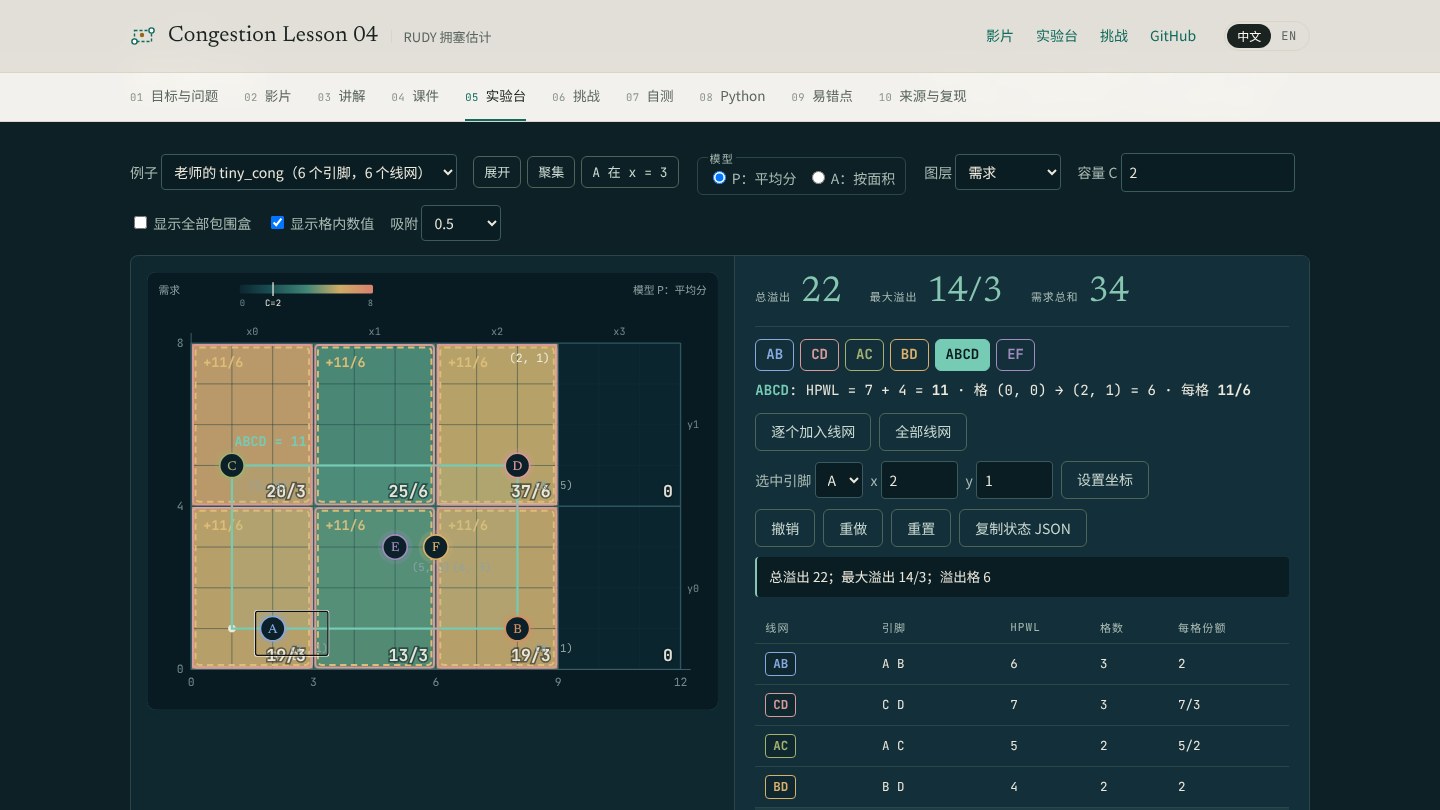 Congestion Lesson 04 RUDY 拥塞估计 影片 实验台 挑战 GitHub 中文 EN
01 目标与问题 02 影片 03 讲解 04 课件 05 实验台 06 挑战 07 自测 08 Python 09 易错点 10 来源与复现
例子 老师的 tiny_cong（6 个引脚，6 个线网） 展开 聚集 A 在 x = 3 模型 P：平均分 A：按面积 图层 需求 容量 C 2
显示全部包围盒 显示格内数值 吸附 0.5
需求 0 C=2 8 模型 P：平均分
x0 x1 x2 x3
8
+11/6 +11/6 +11/6 (2, 1)
y1
ABCD = 11
C D
20/3 25/6 37/6 5) 0
4
+11/6 +11/6 +11/6
E F
y0
A B
19/3 13/3 19/3 1) 0
0
0 3 6 9 12
总溢出 22 最大溢出 14/3 需求总和 34
AB CD AC BD ABCD EF
ABCD: HPWL = 7 + 4 = 11 · 格 (0, 0) → (2, 1) = 6 · 每格 11/6
逐个加入线网 全部线网
选中引脚 A x 2 y 1 设置坐标
撤销 重做 重置 复制状态 JSON
总溢出 22；最大溢出 14/3；溢出格 6
线网 引脚 HPWL 格数 每格份额
AB A B 6 3 2
CD C D 7 3 7/3
AC A C 5 2 5/2
BD B D 4 2 2